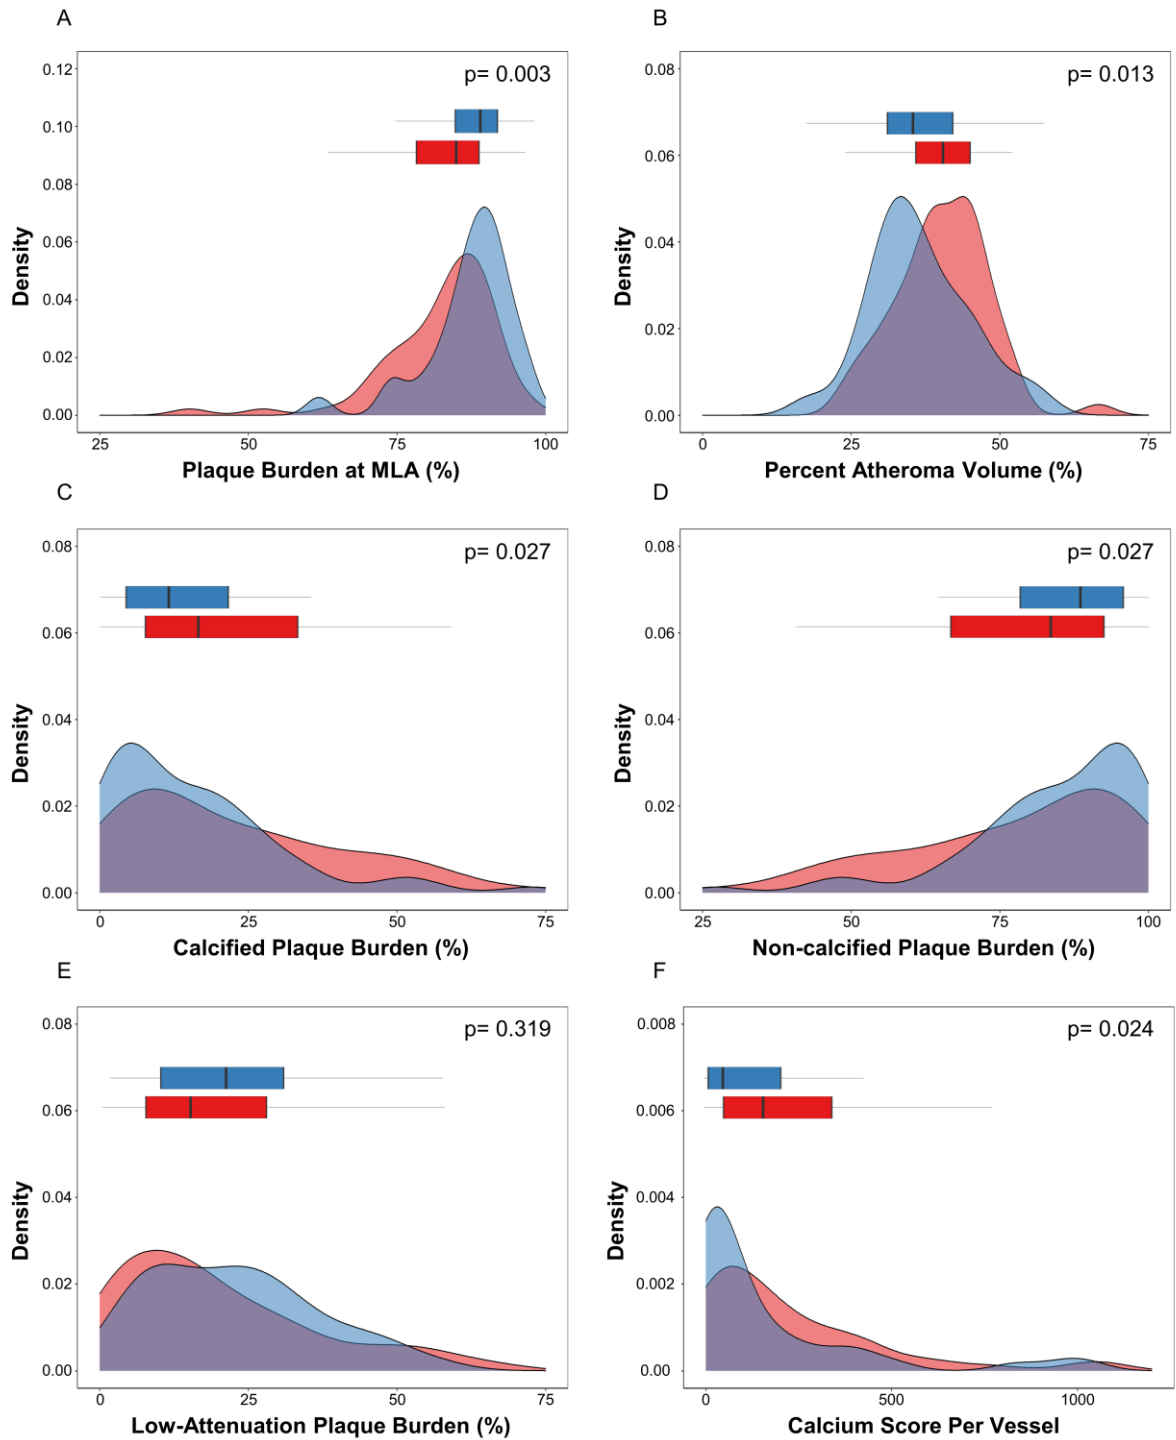 A
p= 0.003
0.12
0.10
0.08
0.06
0.04
0.02
0.00
Density
25 50 75 100
Plaque Burden at MLA (%)
B
p= 0.013
0.08
0.06
0.04
0.02
0.00
Density
0 25 50 75
Percent Atheroma Volume (%)
C
p= 0.027
0.08
0.06
0.04
0.02
0.00
Density
0 25 50 75
Calcified Plaque Burden (%)
D
p= 0.027
0.08
0.06
0.04
0.02
0.00
Density
25 50 75 100
Non-calcified Plaque Burden (%)
E
p= 0.319
0.08
0.06
0.04
0.02
0.00
Density
0 25 50 75
Low-Attenuation Plaque Burden (%)
F
p= 0.024
0.008
0.006
0.004
0.002
0.000
Density
0 500 1000
Calcium Score Per Vessel